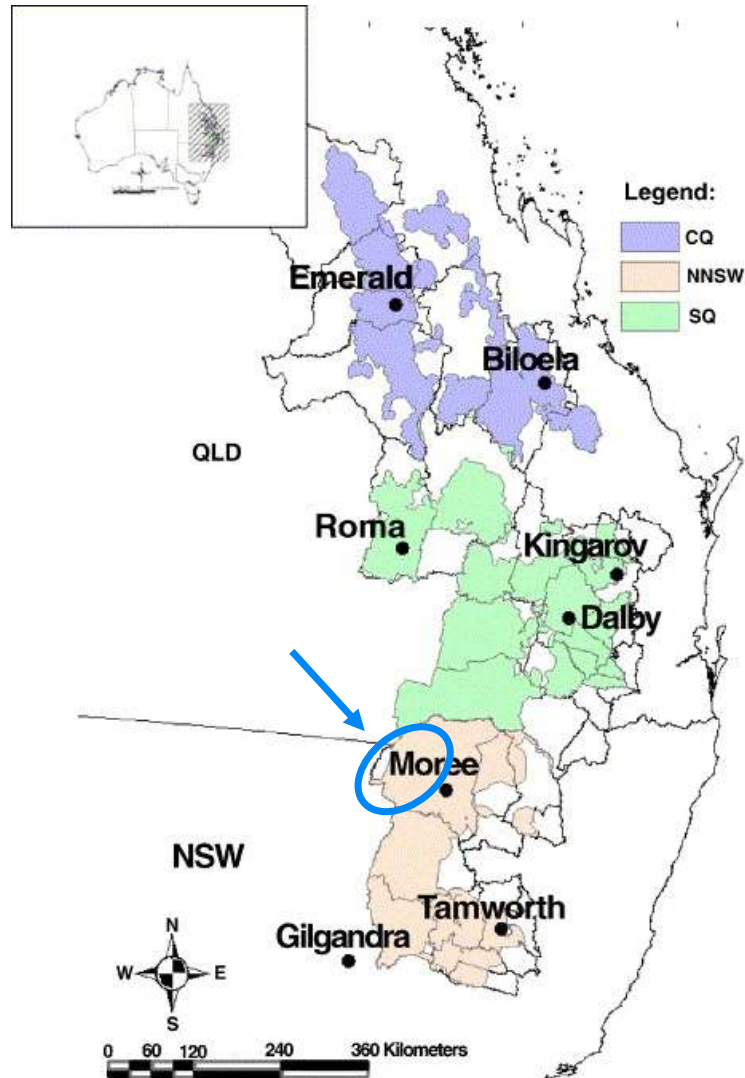 Legend:
CQ
NNSW
SQ
Emerald
Biloela
QLD
Roma
Kingarov
Dalby
Moree
NSW
Tamworth
Gilgandra
N
W E
S
0 60 120 240 360 Kilometers